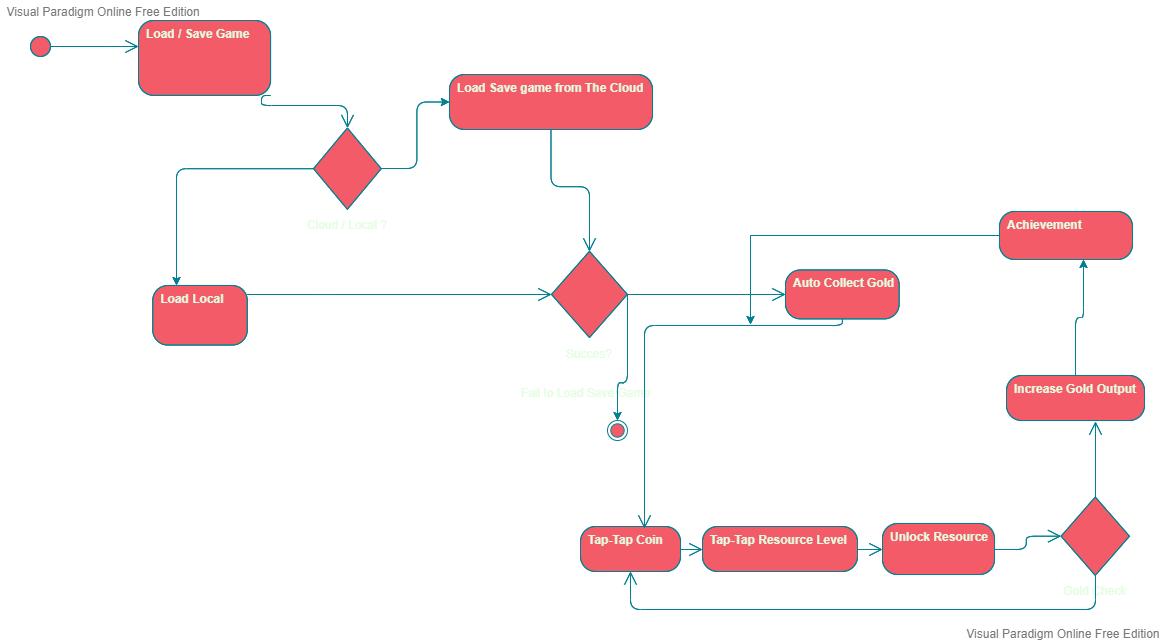 Visual Paradigm Online Free Edition
Load / Save Game
Load Save game from The Cloud
Cloud / Local ?
Achievement
Auto Collect Gold
Load Local
Succes?
Fail to Load Save Game
Increase Gold Output
Tap-Tap Coin
Tap-Tap Resource Level
Unlock Resource
Gold Check
Visual Paradigm Online Free Edition